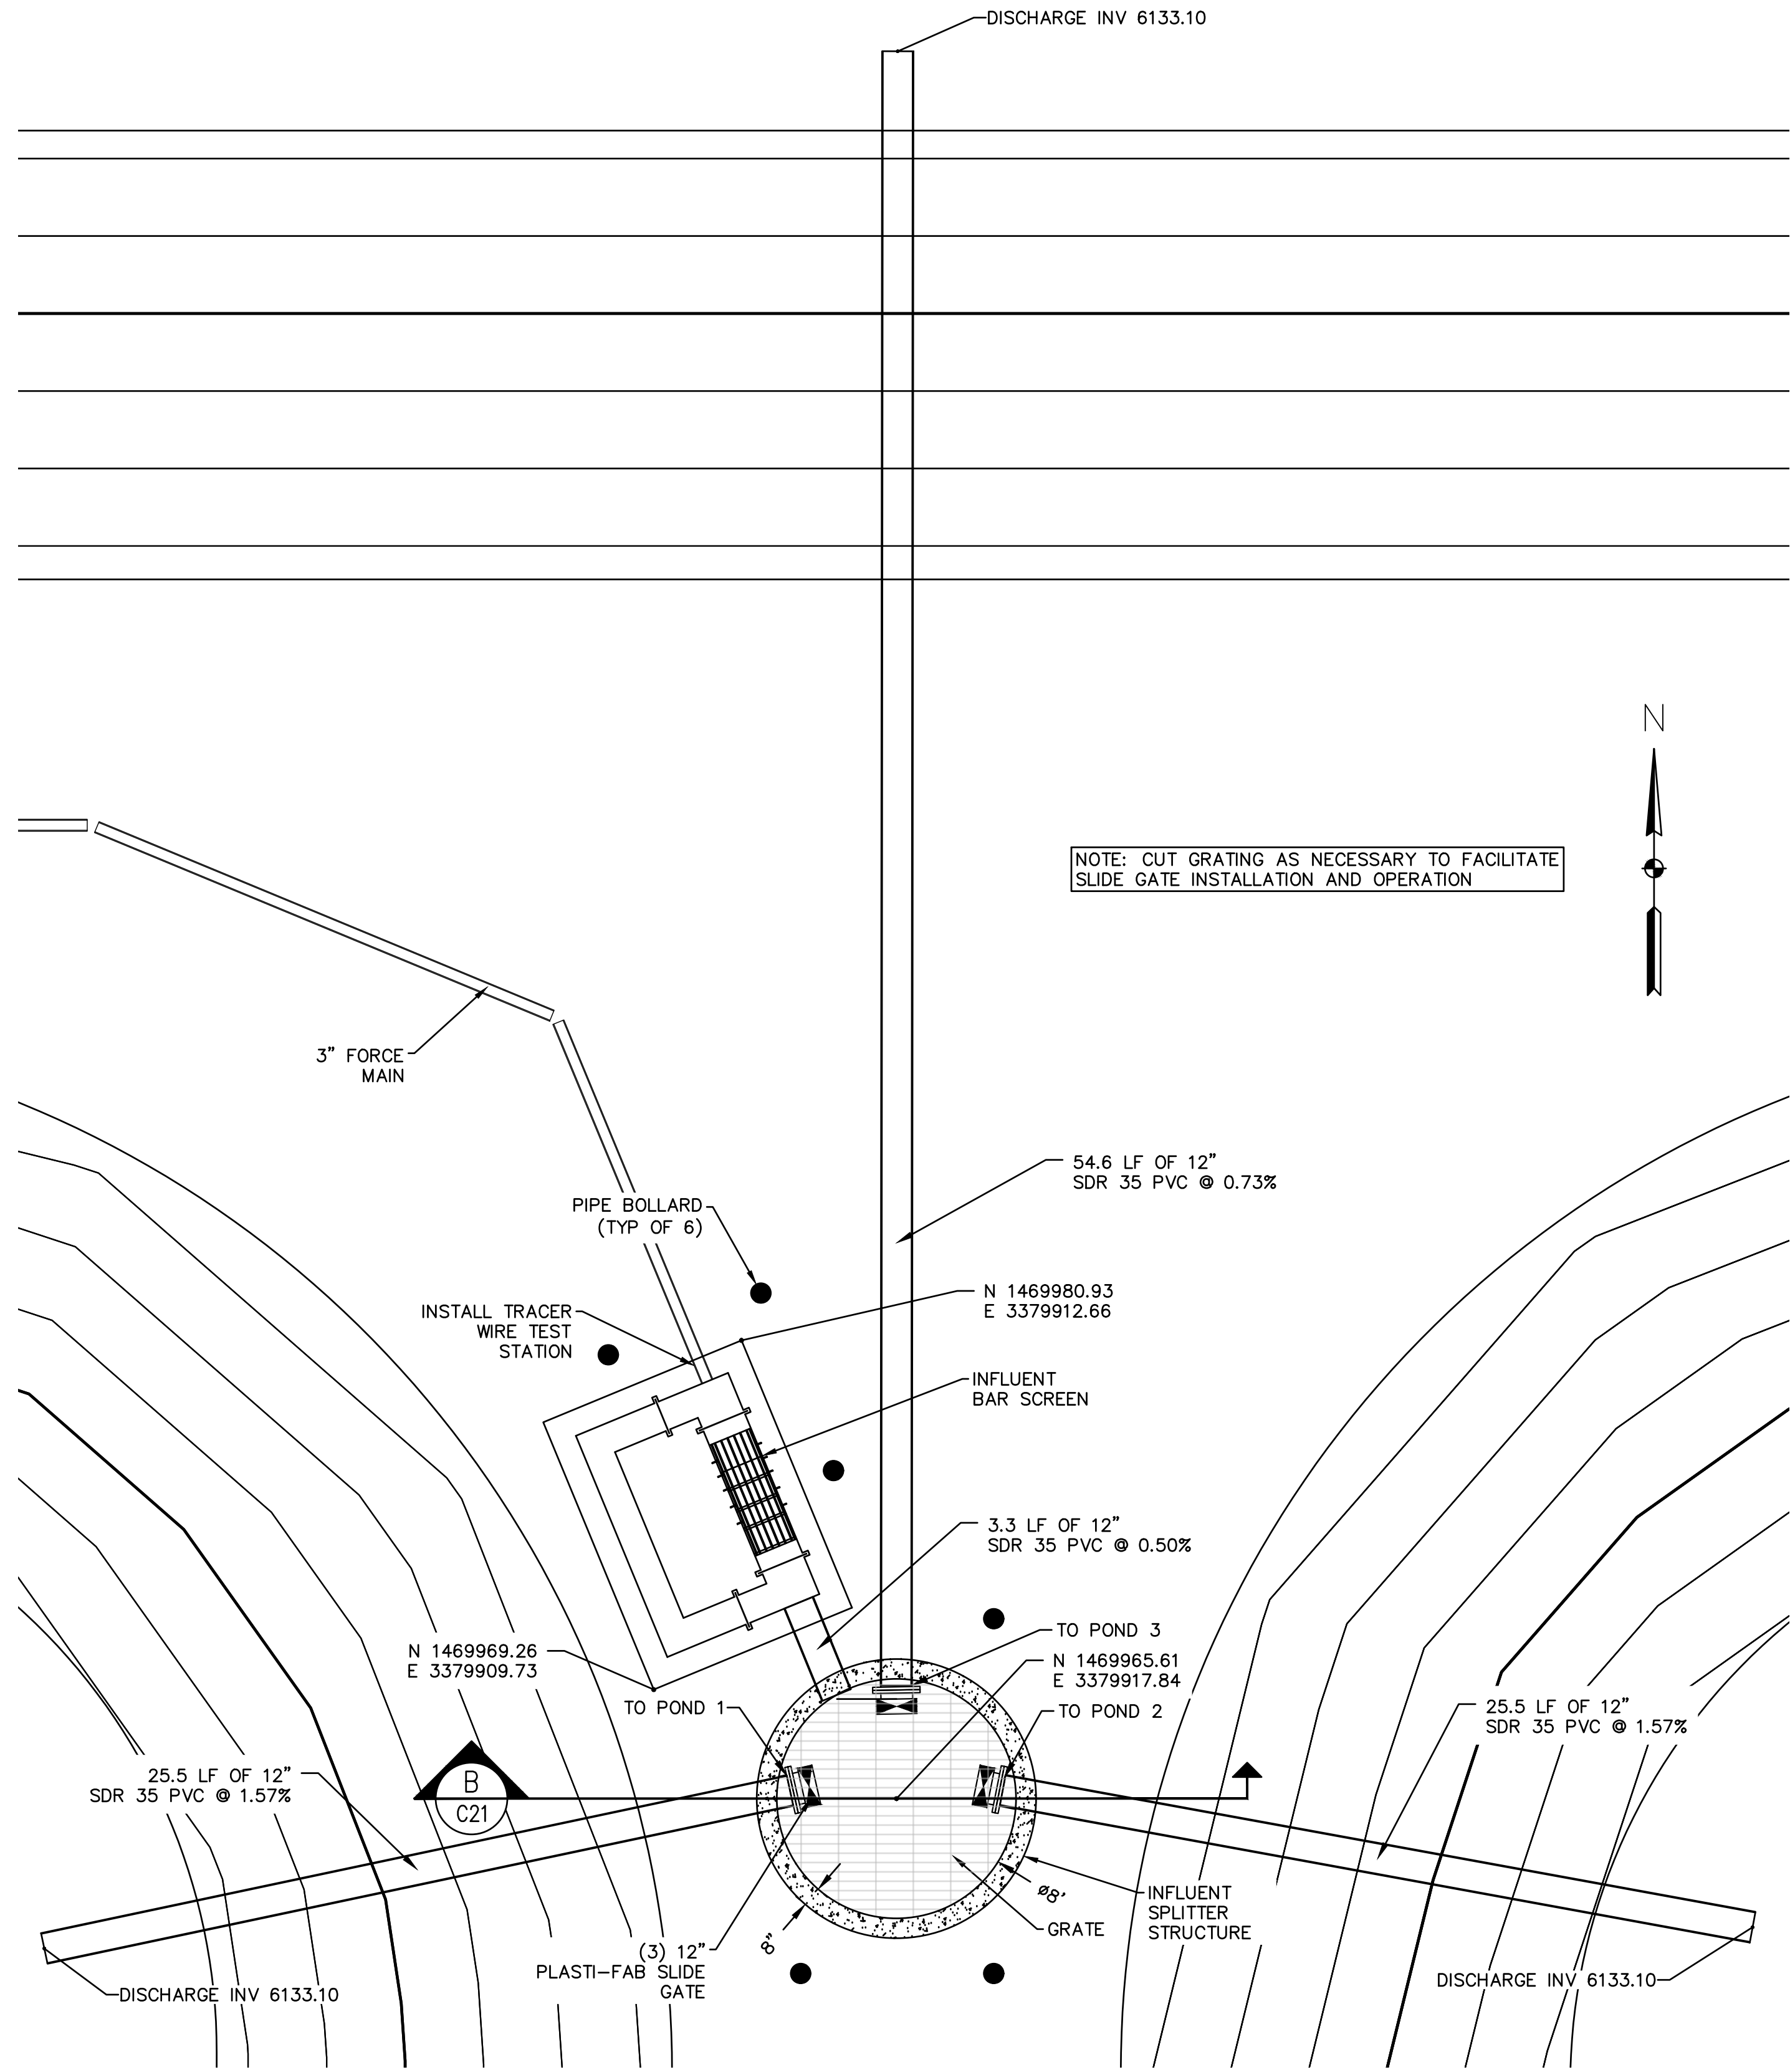 DISCHARGE INV 6133.10
N
NOTE: CUT GRATING AS NECESSARY TO FACILITATE
SLIDE GATE INSTALLATION AND OPERATION
3" FORCE
MAIN
54.6 LF OF 12"
SDR 35 PVC @ 0.73%
PIPE BOLLARD
(TYP OF 6)
N 1469980.93
E 3379912.66
INSTALL TRACER
WIRE TEST
STATION
INFLUENT
BAR SCREEN
3.3 LF OF 12"
SDR 35 PVC @ 0.50%
N 1469969.26
E 3379909.73
TO POND 3
N 1469965.61
E 3379917.84
TO POND 1
TO POND 2
25.5 LF OF 12"
SDR 35 PVC @ 1.57%
25.5 LF OF 12"
SDR 35 PVC @ 1.57%
B
C21
ø8'
8"
INFLUENT
SPLITTER
STRUCTURE
GRATE
(3) 12"
PLASTI-FAB SLIDE
GATE
DISCHARGE INV 6133.10
DISCHARGE INV 6133.10